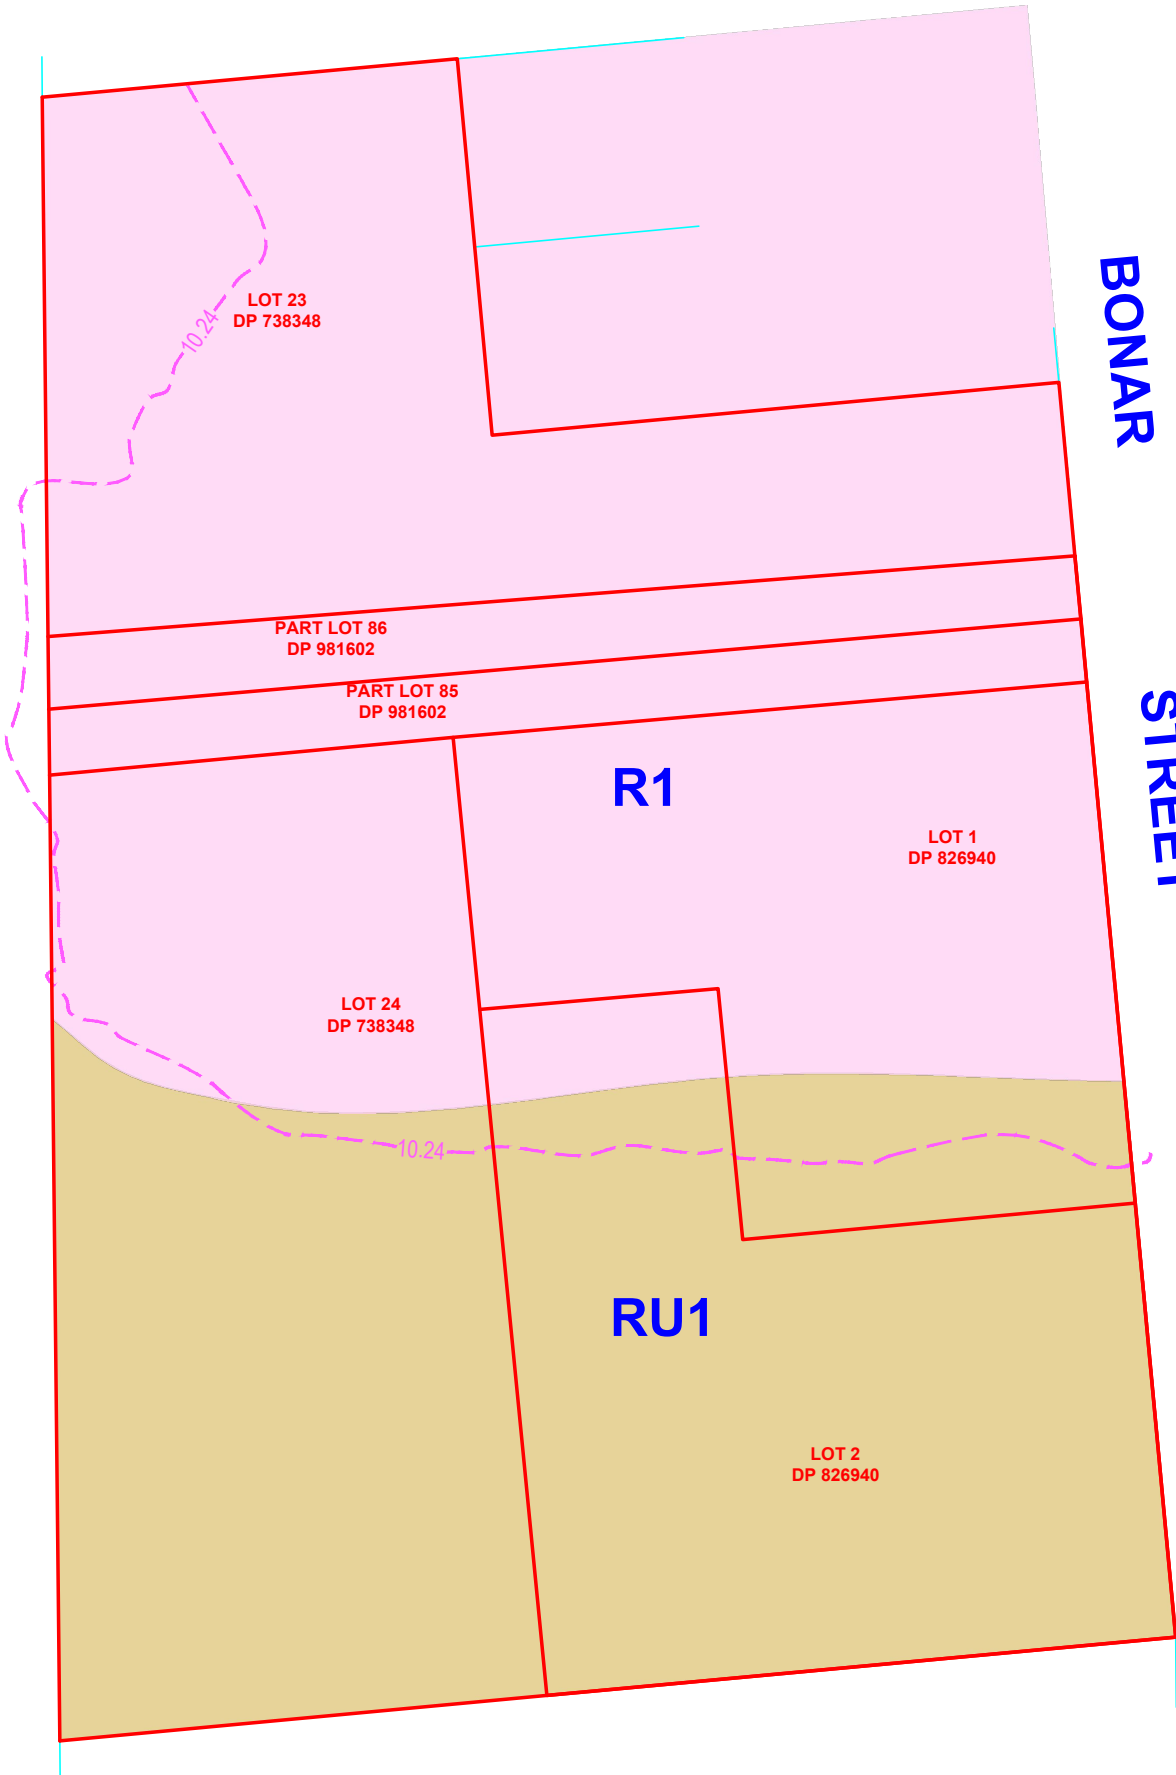 BONAR
LOT 23
DP 738348
10.24
PART LOT 86
DP 981602
PART LOT 85
DP 981602
STREET
R1
LOT 1
DP 826940
LOT 24
DP 738348
10.24
RU1
LOT 2
DP 826940